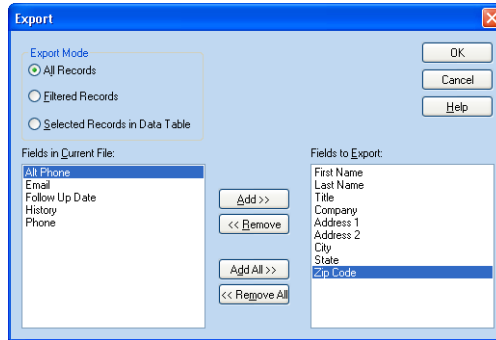 Export
Export Mode
All Records
Filtered Records
Selected Records in Data Table
OK
Cancel
Help
Fields in Current File:
Alt Phone
Email
Follow Up Date
History
Phone
Add >>
<< Remove
Add All >>
<< Remove All
Fields to Export:
First Name
Last Name
Title
Company
Address 1
Address 2
City
State
Zip Code